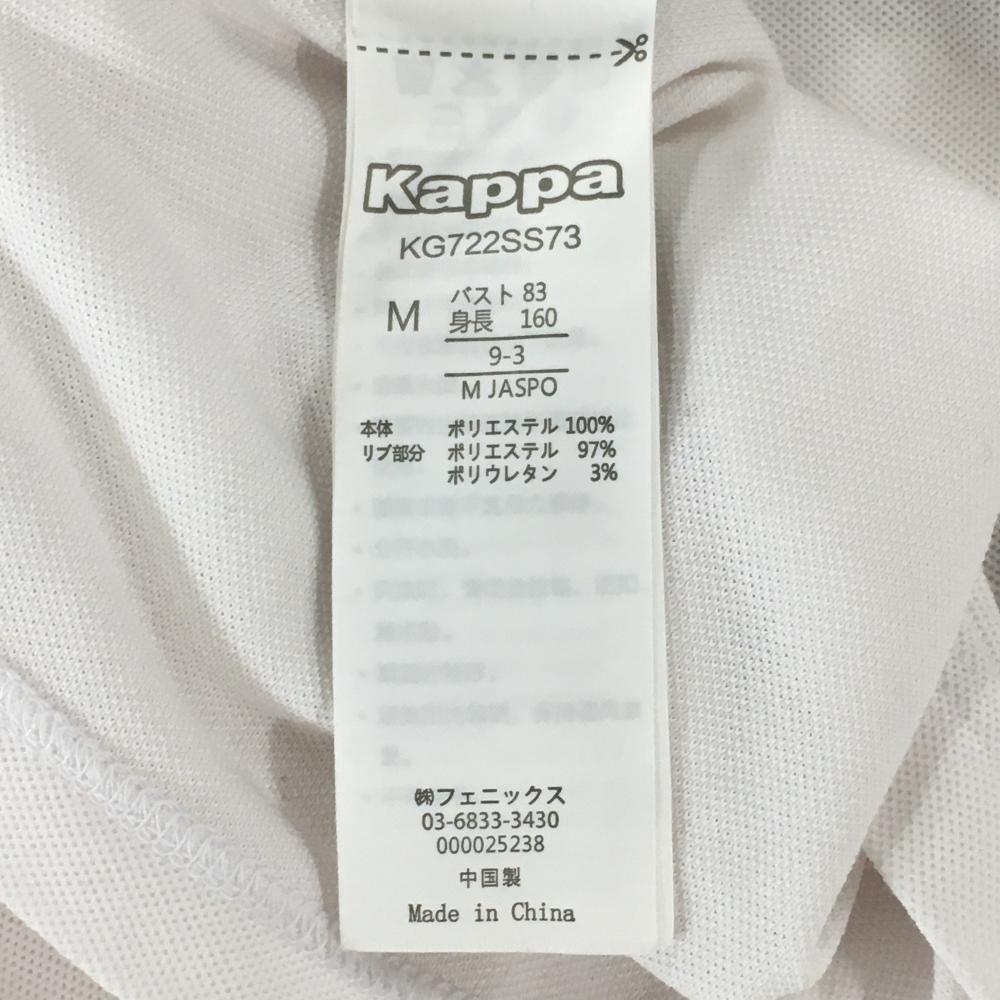 Kappa
KG722SS73
M
バスト 83
身長 160
9-3
M JASPO
本体 ポリエステル 100%
リブ部分 ポリエステル 97%
ポリウレタン 3%
㈱フェニックス
03-6833-3430
000025238
中国製
Made in China